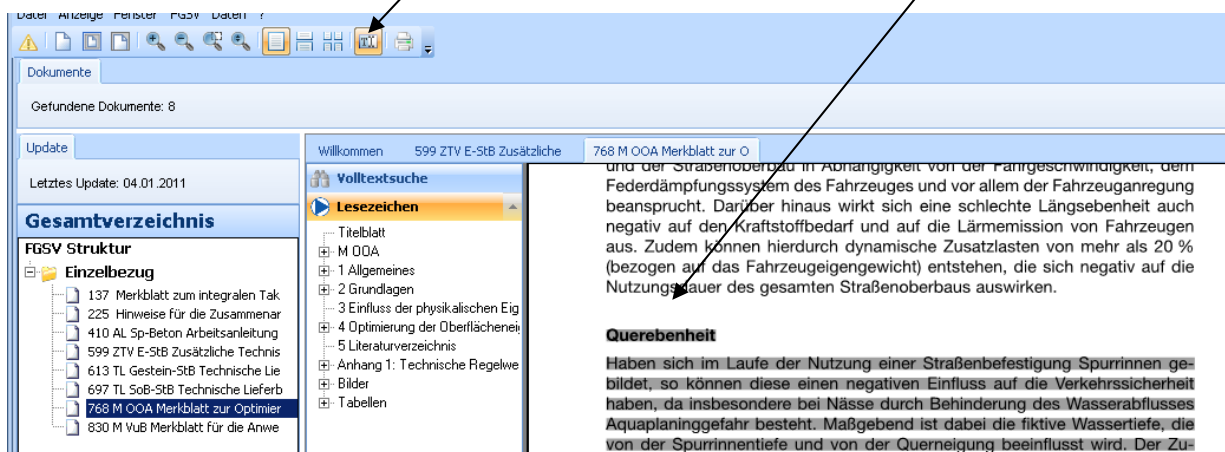 Datei Anzeige Fenster FGSV Daten ?
Dokumente
Gefundene Dokumente: 8
Update
Letztes Update: 04.01.2011
Gesamtverzeichnis
FGSV Struktur
Einzelbezug
137 Merkblatt zum integralen Tak
225 Hinweise für die Zusammenar
410 AL Sp-Beton Arbeitsanleitung
599 ZTV E-StB Zusätzliche Technis
613 TL Gestein-StB Technische Lie
697 TL SoB-StB Technische Lieferb
768 M OOA Merkblatt zur Optimier
830 M VuB Merkblatt für die Anwe
Willkommen 599 ZTV E-StB Zusätzliche 768 M OOA Merkblatt zur O
Volltextsuche
Lesezeichen
Titelblatt
M OOA
1 Allgemeines
2 Grundlagen
3 Einfluss der physikalischen Eig
4 Optimierung der Oberflächeneig
5 Literaturverzeichnis
Anhang 1: Technische Regelwe
Bilder
Tabellen
und der Straßenoberbau in Abhängigkeit von der Fahrgeschwindigkeit, dem
Federdämpfungssystem des Fahrzeuges und vor allem der Fahrzeuganregung
beansprucht. Darüber hinaus wirkt sich eine schlechte Längsebenheit auch
negativ auf den Kraftstoffbedarf und auf die Lärmemission von Fahrzeugen
aus. Zudem können hierdurch dynamische Zusatzlasten von mehr als 20 %
(bezogen auf das Fahrzeugeigengewicht) entstehen, die sich negativ auf die
Nutzungsdauer des gesamten Straßenoberbaus auswirken.
Querebenheit
Haben sich im Laufe der Nutzung einer Straßenbefestigung Spurrinnen ge-
bildet, so können diese einen negativen Einfluss auf die Verkehrssicherheit
haben, da insbesondere bei Nässe durch Behinderung des Wasserabflusses
Aquaplaninggefahr besteht. Maßgebend ist dabei die fiktive Wassertiefe, die
von der Spurrinnentiefe und von der Querneigung beeinflusst wird. Der Zu-